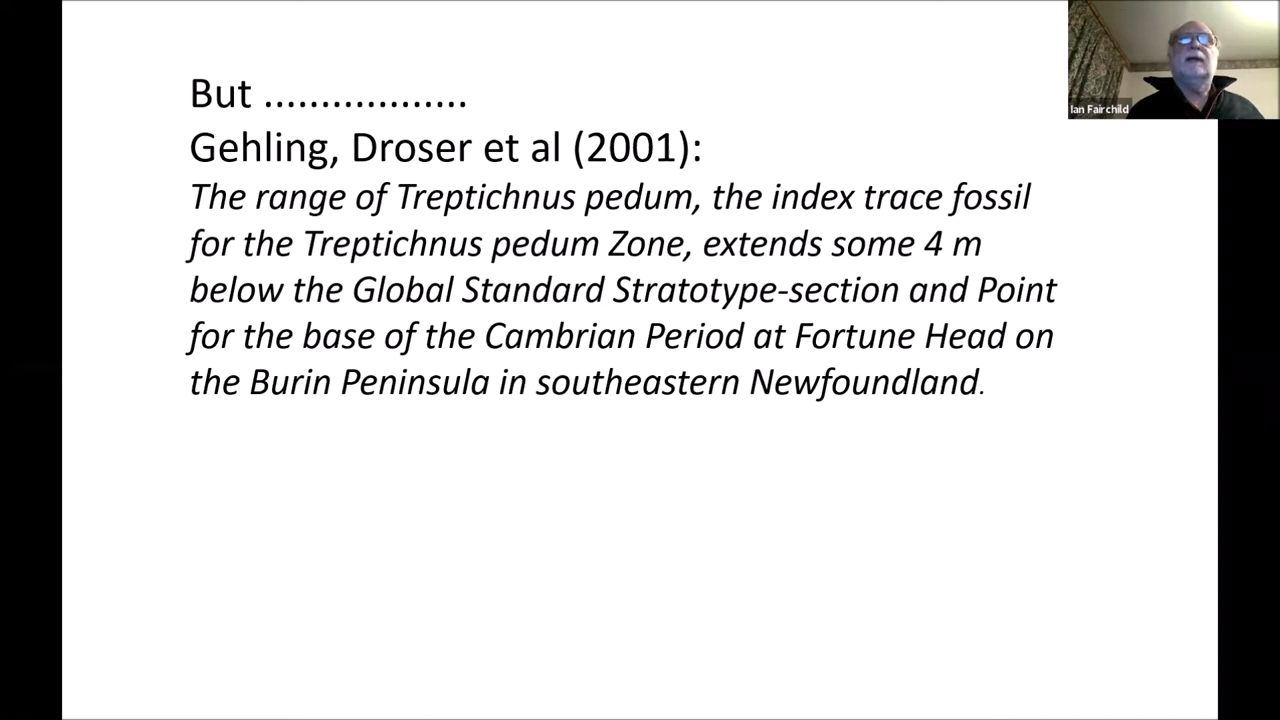 But ..................
Gehling, Droser et al (2001):
The range of Treptichnus pedum, the index trace fossil
for the Treptichnus pedum Zone, extends some 4 m
below the Global Standard Stratotype-section and Point
for the base of the Cambrian Period at Fortune Head on
the Burin Peninsula in southeastern Newfoundland.
Ian Fairchild